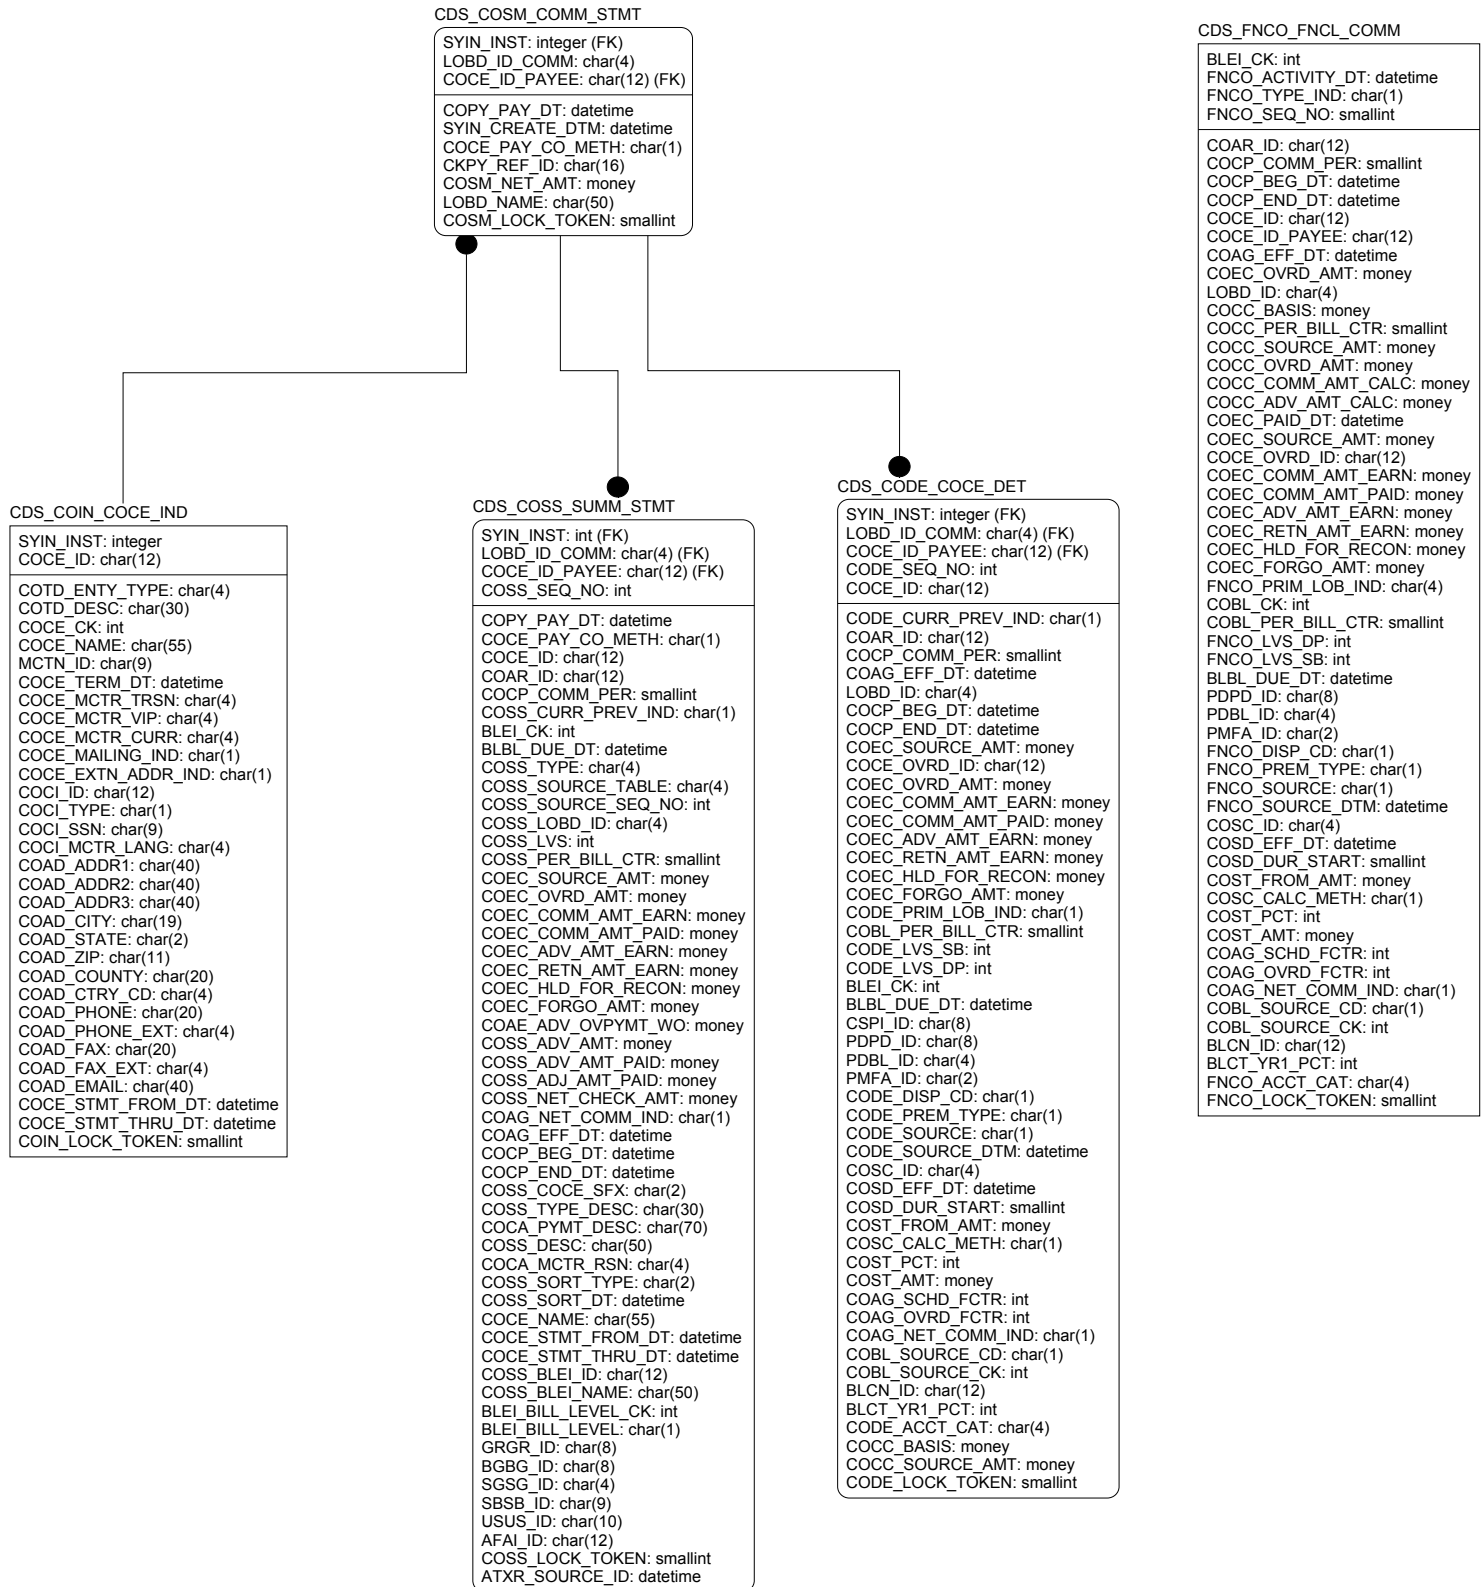 CDS_COSM_COMM_STMT
SYIN_INST: integer (FK)
LOBD_ID_COMM: char(4)
COCE_ID_PAYEE: char(12) (FK)
COPY_PAY_DT: datetime
SYIN_CREATE_DTM: datetime
COCE_PAY_CO_METH: char(1)
CKPY_REF_ID: char(16)
COSM_NET_AMT: money
LOBD_NAME: char(50)
COSM_LOCK_TOKEN: smallint
CDS_FNCO_FNCL_COMM
BLEI_CK: int
FNCO_ACTIVITY_DT: datetime
FNCO_TYPE_IND: char(1)
FNCO_SEQ_NO: smallint
COAR_ID: char(12)
COCP_COMM_PER: smallint
COCP_BEG_DT: datetime
COCP_END_DT: datetime
COCE_ID: char(12)
COCE_ID_PAYEE: char(12)
COAG_EFF_DT: datetime
COEC_OVRD_AMT: money
LOBD_ID: char(4)
COCC_BASIS: money
COCC_PER_BILL_CTR: smallint
COCC_SOURCE_AMT: money
COCC_OVRD_AMT: money
COCC_COMM_AMT_CALC: money
COCC_ADV_AMT_CALC: money
COEC_PAID_DT: datetime
COEC_SOURCE_AMT: money
COCE_OVRD_ID: char(12)
COEC_COMM_AMT_EARN: money
COEC_COMM_AMT_PAID: money
COEC_ADV_AMT_EARN: money
COEC_RETN_AMT_EARN: money
COEC_HLD_FOR_RECON: money
COEC_FORGO_AMT: money
FNCO_PRIM_LOB_IND: char(4)
COBL_CK: int
COBL_PER_BILL_CTR: smallint
FNCO_LVS_DP: int
FNCO_LVS_SB: int
BLBL_DUE_DT: datetime
PDPD_ID: char(8)
PDBL_ID: char(4)
PMFA_ID: char(2)
FNCO_DISP_CD: char(1)
FNCO_PREM_TYPE: char(1)
FNCO_SOURCE: char(1)
FNCO_SOURCE_DTM: datetime
COSC_ID: char(4)
COSD_EFF_DT: datetime
COSD_DUR_START: smallint
COST_FROM_AMT: money
COSC_CALC_METH: char(1)
COST_PCT: int
COST_AMT: money
COAG_SCHD_FCTR: int
COAG_OVRD_FCTR: int
COAG_NET_COMM_IND: char(1)
COBL_SOURCE_CD: char(1)
COBL_SOURCE_CK: int
BLCN_ID: char(12)
BLCT_YR1_PCT: int
FNCO_ACCT_CAT: char(4)
FNCO_LOCK_TOKEN: smallint
CDS_COIN_COCE_IND
SYIN_INST: integer
COCE_ID: char(12)
COTD_ENTY_TYPE: char(4)
COTD_DESC: char(30)
COCE_CK: int
COCE_NAME: char(55)
MCTN_ID: char(9)
COCE_TERM_DT: datetime
COCE_MCTR_TRSN: char(4)
COCE_MCTR_VIP: char(4)
COCE_MCTR_CURR: char(4)
COCE_MAILING_IND: char(1)
COCE_EXTN_ADDR_IND: char(1)
COCI_ID: char(12)
COCI_TYPE: char(1)
COCI_SSN: char(9)
COCI_MCTR_LANG: char(4)
COAD_ADDR1: char(40)
COAD_ADDR2: char(40)
COAD_ADDR3: char(40)
COAD_CITY: char(19)
COAD_STATE: char(2)
COAD_ZIP: char(11)
COAD_COUNTY: char(20)
COAD_CTRY_CD: char(4)
COAD_PHONE: char(20)
COAD_PHONE_EXT: char(4)
COAD_FAX: char(20)
COAD_FAX_EXT: char(4)
COAD_EMAIL: char(40)
COCE_STMT_FROM_DT: datetime
COCE_STMT_THRU_DT: datetime
COIN_LOCK_TOKEN: smallint
CDS_COSS_SUMM_STMT
SYIN_INST: int (FK)
LOBD_ID_COMM: char(4) (FK)
COCE_ID_PAYEE: char(12) (FK)
COSS_SEQ_NO: int
COPY_PAY_DT: datetime
COCE_PAY_CO_METH: char(1)
COCE_ID: char(12)
COAR_ID: char(12)
COCP_COMM_PER: smallint
COSS_CURR_PREV_IND: char(1)
BLEI_CK: int
BLBL_DUE_DT: datetime
COSS_TYPE: char(4)
COSS_SOURCE_TABLE: char(4)
COSS_SOURCE_SEQ_NO: int
COSS_LOBD_ID: char(4)
COSS_LVS: int
COSS_PER_BILL_CTR: smallint
COEC_SOURCE_AMT: money
COEC_OVRD_AMT: money
COEC_COMM_AMT_EARN: money
COEC_COMM_AMT_PAID: money
COEC_ADV_AMT_EARN: money
COEC_RETN_AMT_EARN: money
COEC_HLD_FOR_RECON: money
COEC_FORGO_AMT: money
COAE_ADV_OVPYMT_WO: money
COSS_ADV_AMT: money
COSS_ADV_AMT_PAID: money
COSS_ADJ_AMT_PAID: money
COSS_NET_CHECK_AMT: money
COAG_NET_COMM_IND: char(1)
COAG_EFF_DT: datetime
COCP_BEG_DT: datetime
COCP_END_DT: datetime
COSS_COCE_SFX: char(2)
COSS_TYPE_DESC: char(30)
COCA_PYMT_DESC: char(70)
COSS_DESC: char(50)
COCA_MCTR_RSN: char(4)
COSS_SORT_TYPE: char(2)
COSS_SORT_DT: datetime
COCE_NAME: char(55)
COCE_STMT_FROM_DT: datetime
COCE_STMT_THRU_DT: datetime
COSS_BLEI_ID: char(12)
COSS_BLEI_NAME: char(50)
BLEI_BILL_LEVEL_CK: int
BLEI_BILL_LEVEL: char(1)
GRGR_ID: char(8)
BGBG_ID: char(8)
SGSG_ID: char(4)
SBSB_ID: char(9)
USUS_ID: char(10)
AFAI_ID: char(12)
COSS_LOCK_TOKEN: smallint
ATXR_SOURCE_ID: datetime
CDS_CODE_COCE_DET
SYIN_INST: integer (FK)
LOBD_ID_COMM: char(4) (FK)
COCE_ID_PAYEE: char(12) (FK)
CODE_SEQ_NO: int
COCE_ID: char(12)
CODE_CURR_PREV_IND: char(1)
COAR_ID: char(12)
COCP_COMM_PER: smallint
COAG_EFF_DT: datetime
LOBD_ID: char(4)
COCP_BEG_DT: datetime
COCP_END_DT: datetime
COEC_SOURCE_AMT: money
COCE_OVRD_ID: char(12)
COEC_OVRD_AMT: money
COEC_COMM_AMT_EARN: money
COEC_COMM_AMT_PAID: money
COEC_ADV_AMT_EARN: money
COEC_RETN_AMT_EARN: money
COEC_HLD_FOR_RECON: money
COEC_FORGO_AMT: money
CODE_PRIM_LOB_IND: char(1)
COBL_PER_BILL_CTR: smallint
CODE_LVS_SB: int
CODE_LVS_DP: int
BLEI_CK: int
BLBL_DUE_DT: datetime
CSPI_ID: char(8)
PDPD_ID: char(8)
PDBL_ID: char(4)
PMFA_ID: char(2)
CODE_DISP_CD: char(1)
CODE_PREM_TYPE: char(1)
CODE_SOURCE: char(1)
CODE_SOURCE_DTM: datetime
COSC_ID: char(4)
COSD_EFF_DT: datetime
COSD_DUR_START: smallint
COST_FROM_AMT: money
COSC_CALC_METH: char(1)
COST_PCT: int
COST_AMT: money
COAG_SCHD_FCTR: int
COAG_OVRD_FCTR: int
COAG_NET_COMM_IND: char(1)
COBL_SOURCE_CD: char(1)
COBL_SOURCE_CK: int
BLCN_ID: char(12)
BLCT_YR1_PCT: int
CODE_ACCT_CAT: char(4)
COCC_BASIS: money
COCC_SOURCE_AMT: money
CODE_LOCK_TOKEN: smallint